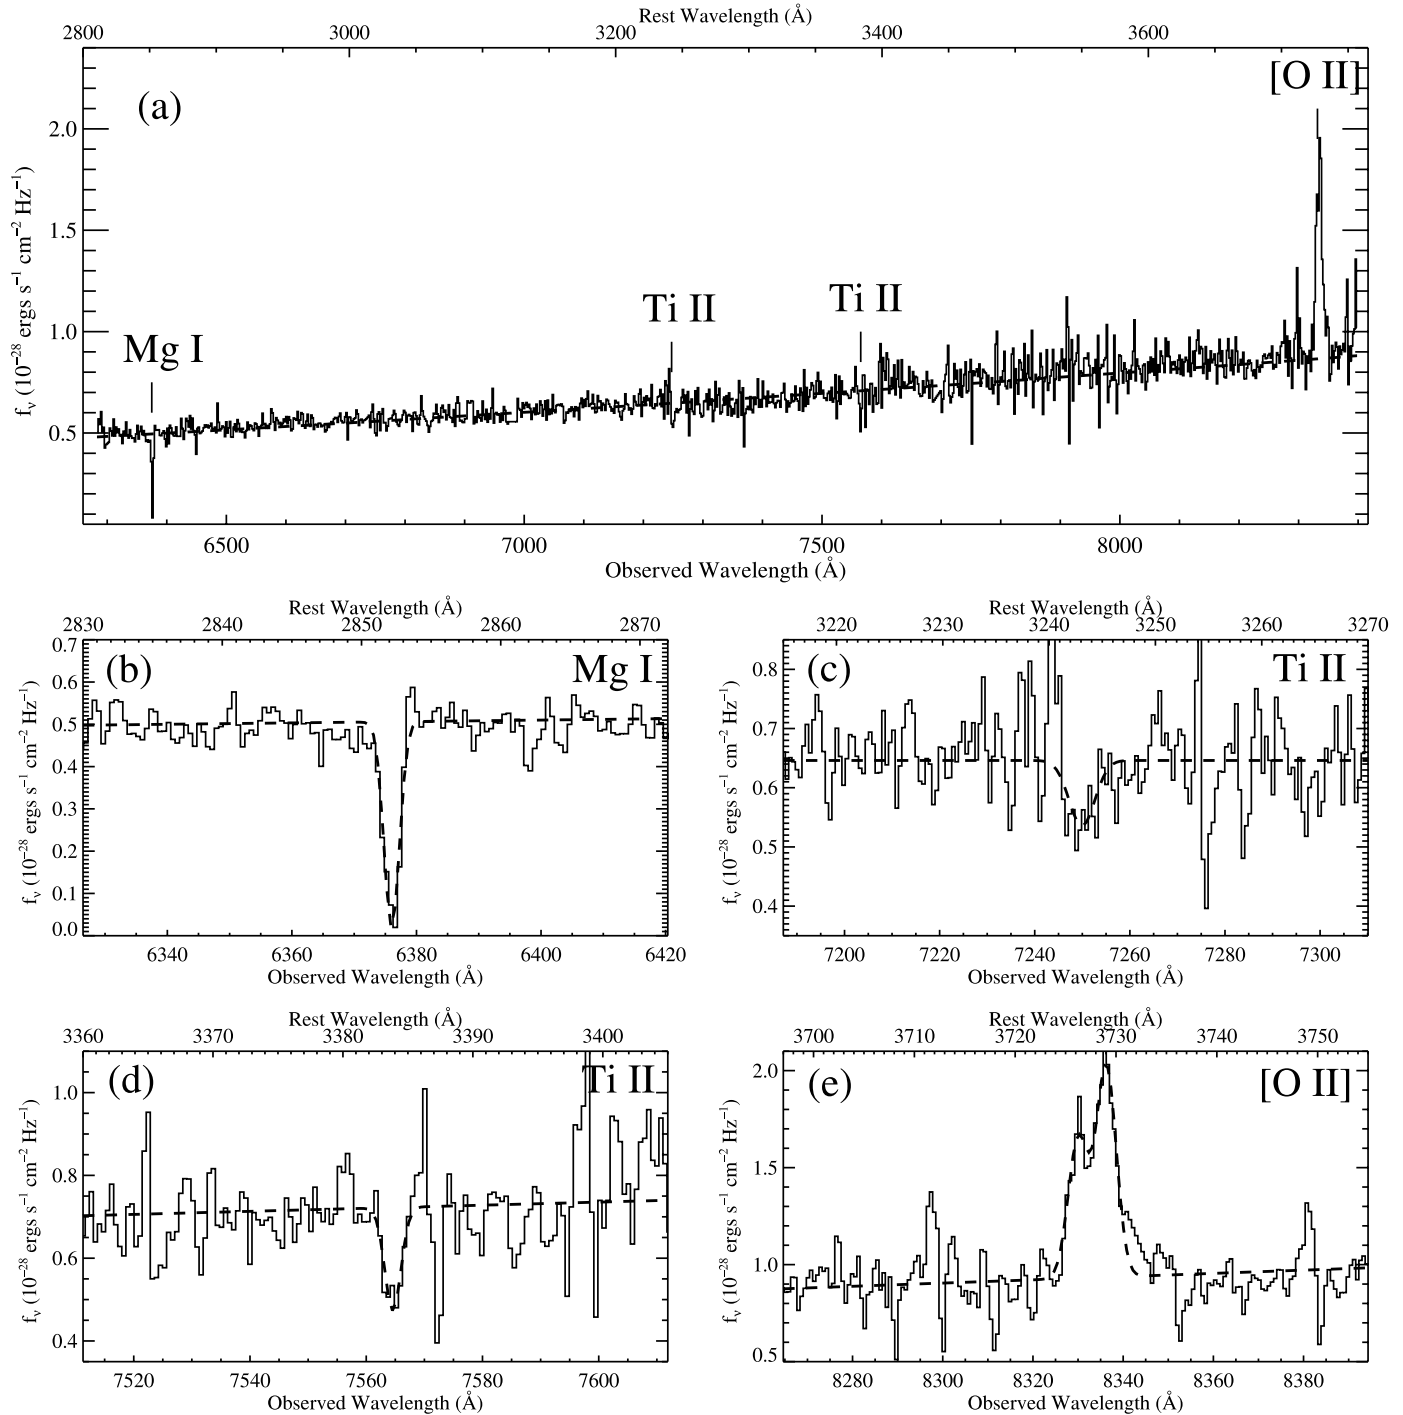 Rest Wavelength (Å)
2800 3000 3200 3400 3600
(a)
[O II]
2.0
1.5
1.0
0.5
Mg I
Ti II
Ti II
f_ν (10^−28 ergs s^−1 cm^−2 Hz^−1)
6500 7000 7500 8000
Observed Wavelength (Å)
Rest Wavelength (Å)
2830 2840 2850 2860 2870
(b)
Mg I
0.7
0.6
0.5
0.4
0.3
0.2
0.1
0.0
f_ν (10^−28 ergs s^−1 cm^−2 Hz^−1)
6340 6360 6380 6400 6420
Observed Wavelength (Å)
Rest Wavelength (Å)
3220 3230 3240 3250 3260 3270
(c)
Ti II
0.8
0.7
0.6
0.5
0.4
f_ν (10^−28 ergs s^−1 cm^−2 Hz^−1)
7200 7220 7240 7260 7280 7300
Observed Wavelength (Å)
Rest Wavelength (Å)
3360 3370 3380 3390 3400
(d)
Ti II
1.0
0.8
0.6
0.4
f_ν (10^−28 ergs s^−1 cm^−2 Hz^−1)
7520 7540 7560 7580 7600
Observed Wavelength (Å)
Rest Wavelength (Å)
3700 3710 3720 3730 3740 3750
(e)
[O II]
2.0
1.5
1.0
0.5
f_ν (10^−28 ergs s^−1 cm^−2 Hz^−1)
8280 8300 8320 8340 8360 8380
Observed Wavelength (Å)